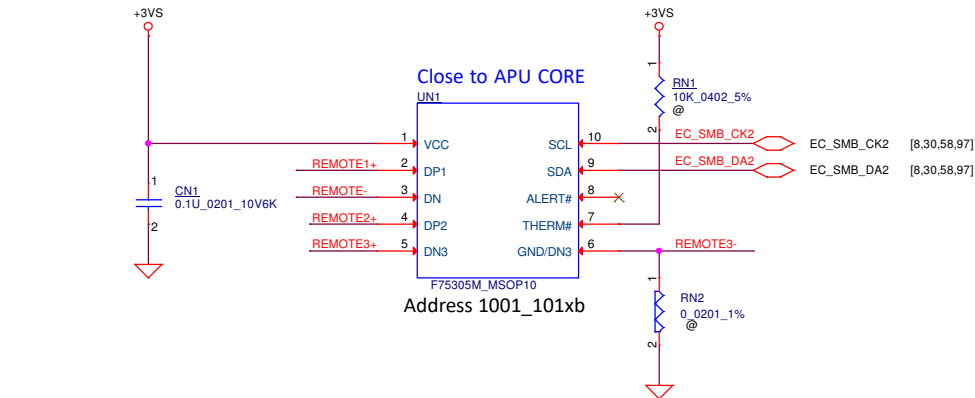 +3VS
+3VS
Close to APU CORE
UN1
1
RN1
10K_0402_5%
@
2
1
VCC
SCL
10
EC_SMB_CK2
EC_SMB_CK2
[8,30,58,97]
REMOTE1+
2
DP1
SDA
9
EC_SMB_DA2
EC_SMB_DA2
[8,30,58,97]
1
CN1
0.1U_0201_10V6K
2
REMOTE-
3
DN
ALERT#
8
REMOTE2+
4
DP2
THERM#
7
REMOTE3+
5
DN3
GND/DN3
6
REMOTE3-
F75305M_MSOP10
Address 1001_101xb
1
RN2
0_0201_1%
@
2